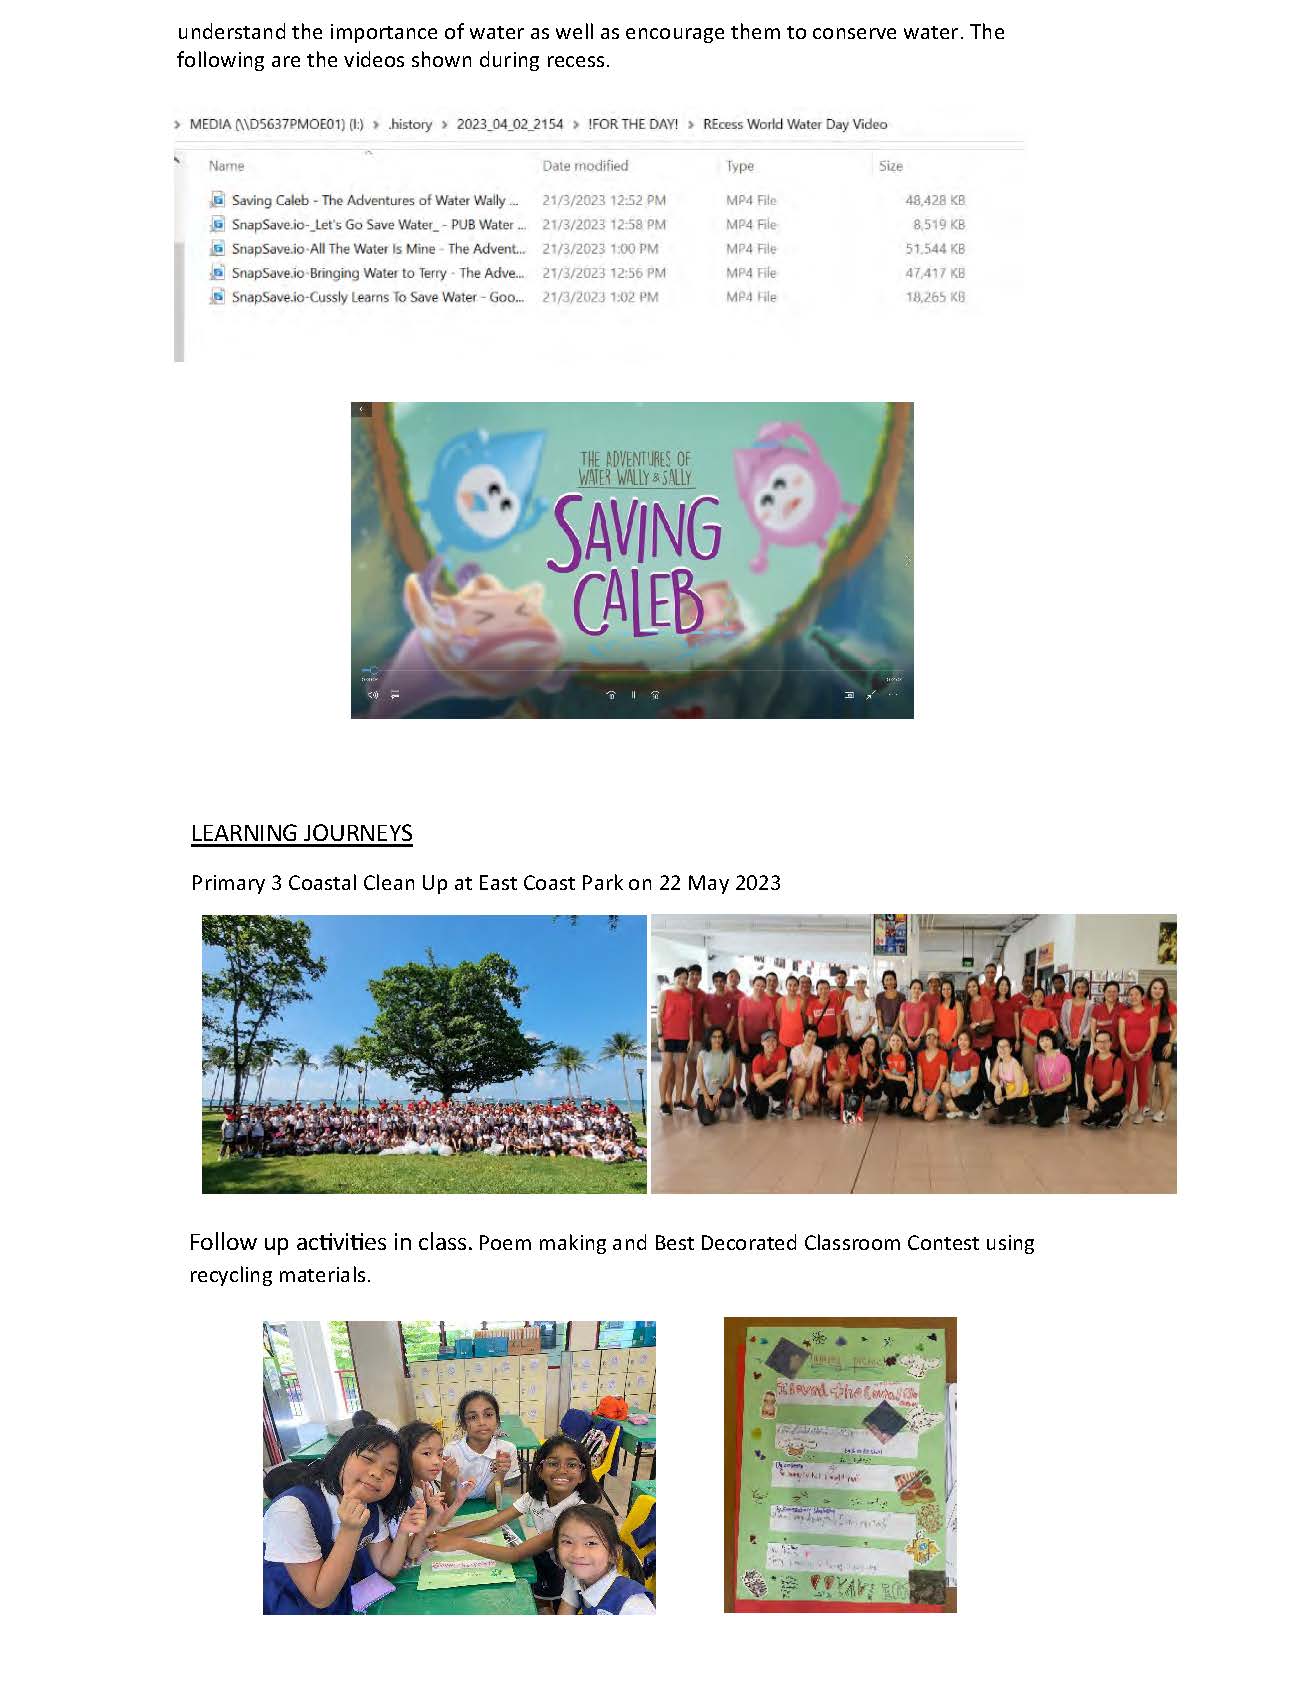 understand the importance of water as well as encourage them to conserve water. The
following are the videos shown during recess.
MEDIA (\\D5637PMOE01) (I:) > .history > 2023_04_02_2154 > !FOR THE DAY! > REcess World Water Day Video
Name Date modified Type Size
Saving Caleb - The Adventures of Water Wally ... 21/3/2023 12:52 PM MP4 File 48,428 KB
SnapSave.io-_Let's Go Save Water_ - PUB Water ... 21/3/2023 12:58 PM MP4 File 8,519 KB
SnapSave.io-All The Water Is Mine - The Advent... 21/3/2023 1:00 PM MP4 File 51,544 KB
SnapSave.io-Bringing Water to Terry - The Adve... 21/3/2023 12:56 PM MP4 File 47,417 KB
SnapSave.io-Cussly Learns To Save Water - Goo... 21/3/2023 1:02 PM MP4 File 18,265 KB
THE ADVENTURES OF
WATER WALLY & SALLY
SAVING
CALEB
LEARNING JOURNEYS
Primary 3 Coastal Clean Up at East Coast Park on 22 May 2023
Follow up activities in class. Poem making and Best Decorated Classroom Contest using
recycling materials.